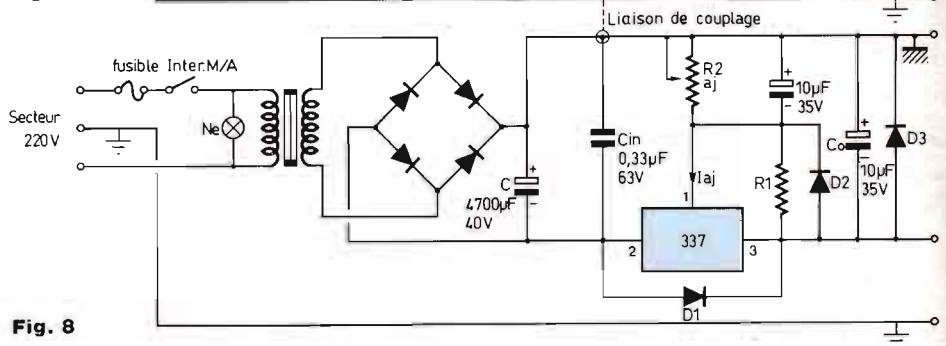 Liaison de couplage
fusible Inter.M/A
Secteur
220V
Ne
+
C
4700µF
-
40V
Cin
0,33µF
63V
R2
aj
Iaj
1
2
337
3
+
10µF
- 35V
R1
D2
+
Co
-
10µF
35V
D3
D1
Fig. 8